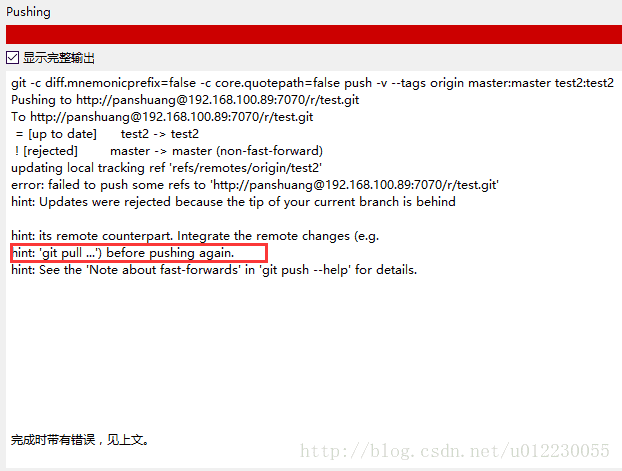 Pushing
显示完整输出
git -c diff.mnemonicprefix=false -c core.quotepath=false push -v --tags origin master:master test2:test2
Pushing to http://panshuang@192.168.100.89:7070/r/test.git
To http://panshuang@192.168.100.89:7070/r/test.git
= [up to date] test2 -> test2
! [rejected] master -> master (non-fast-forward)
updating local tracking ref 'refs/remotes/origin/test2'
error: failed to push some refs to 'http://panshuang@192.168.100.89:7070/r/test.git'
hint: Updates were rejected because the tip of your current branch is behind
hint: its remote counterpart. Integrate the remote changes (e.g.
hint: 'git pull ...') before pushing again.
hint: See the 'Note about fast-forwards' in 'git push --help' for details.
完成时带有错误，见上文。
http://blog.csdn.net/u012230055